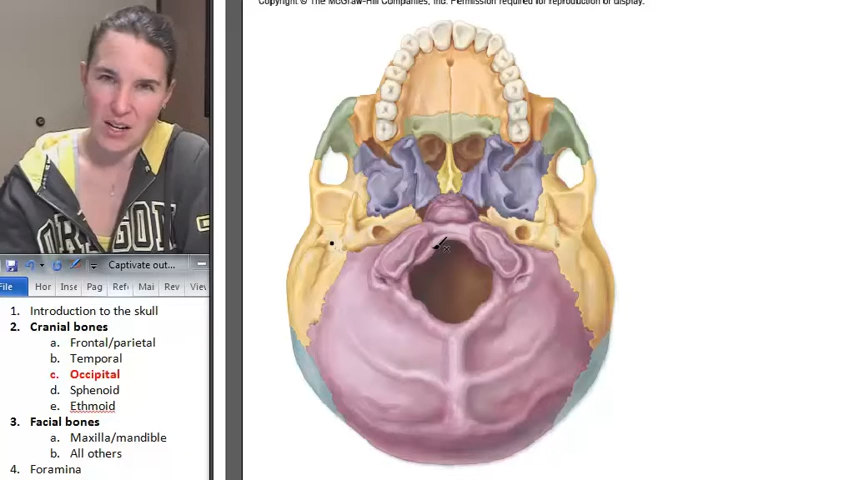 Copyright © The McGraw-Hill Companies, Inc. Permission required for reproduction or display.
OREGON
Captivate out...
File Hor Inse Pag Refe Mai Rev Viev
1. Introduction to the skull
2. Cranial bones
a. Frontal/parietal
b. Temporal
c. Occipital
d. Sphenoid
e. Ethmoid
3. Facial bones
a. Maxilla/mandible
b. All others
4. Foramina